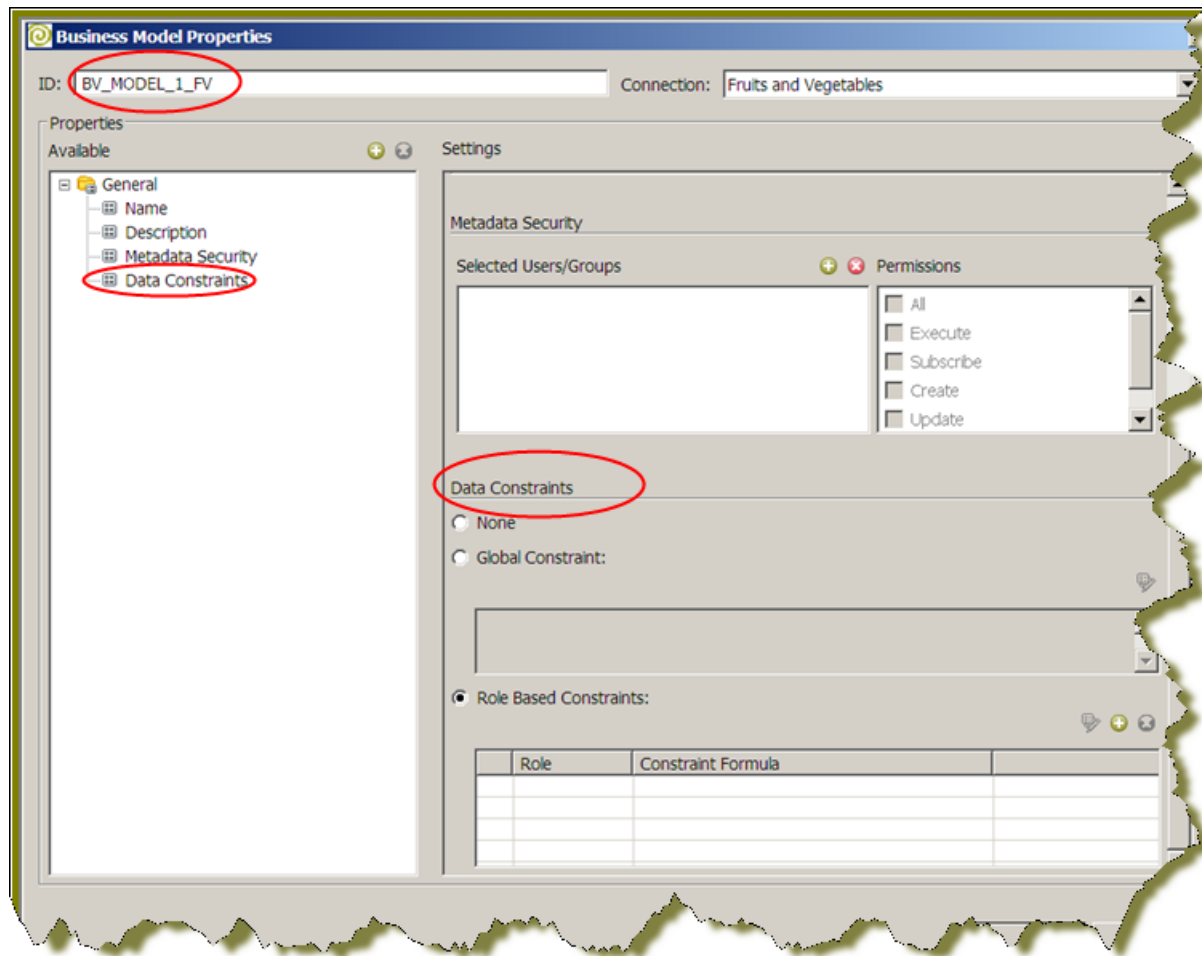 Business Model Properties
ID: BV_MODEL_1_FV Connection: Fruits and Vegetables
Properties
Available Settings
General
Name
Description
Metadata Security
Data Constraints
Metadata Security
Selected Users/Groups Permissions
All
Execute
Subscribe
Create
Update
Data Constraints
None
Global Constraint:
Role Based Constraints:
Role Constraint Formula